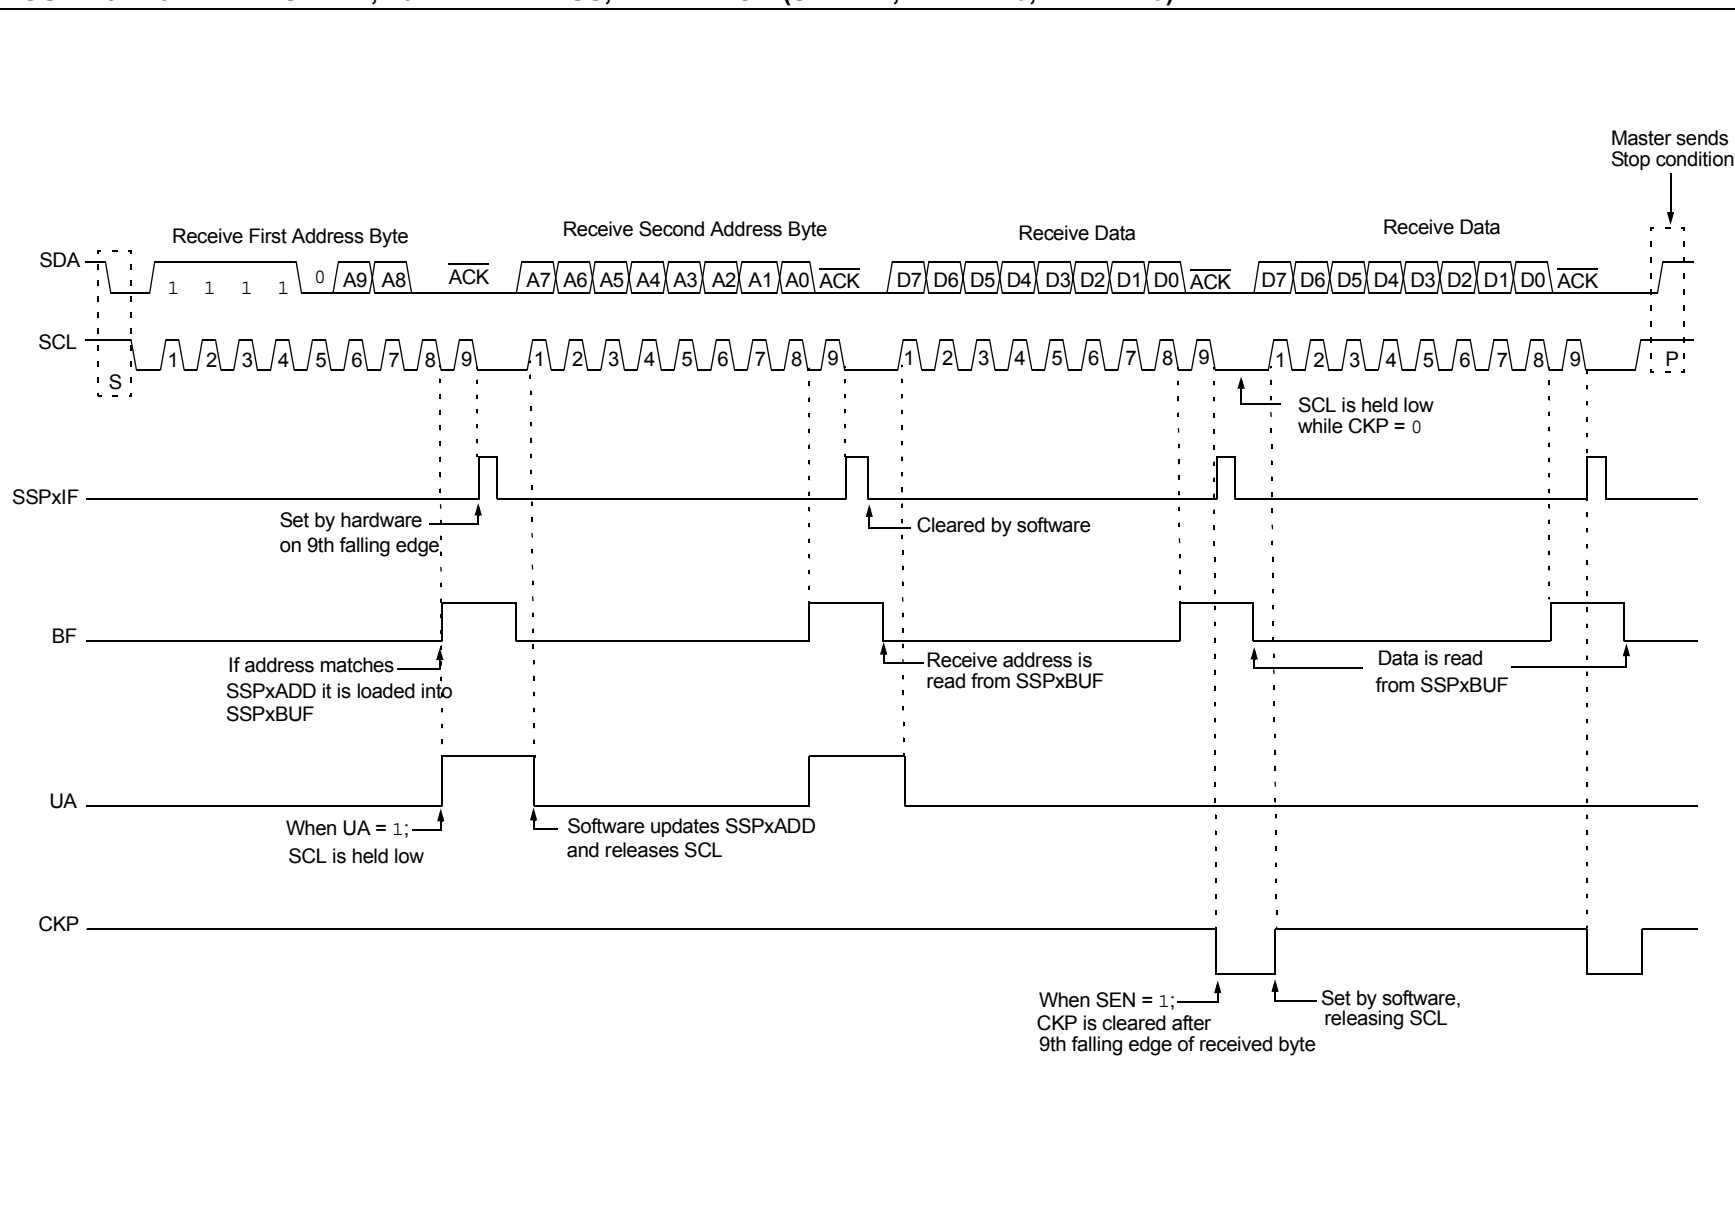 Master sends
Stop condition
Receive First Address Byte
Receive Second Address Byte
Receive Data
Receive Data
SDA
1 1 1 1 0 A9 A8 ACK A7 A6 A5 A4 A3 A2 A1 A0 ACK D7 D6 D5 D4 D3 D2 D1 D0 ACK D7 D6 D5 D4 D3 D2 D1 D0 ACK
SCL
S 1 2 3 4 5 6 7 8 9 1 2 3 4 5 6 7 8 9 1 2 3 4 5 6 7 8 9 1 2 3 4 5 6 7 8 9 P
SCL is held low
while CKP = 0
SSPxIF
Set by hardware
on 9th falling edge
Cleared by software
BF
If address matches
SSPxADD it is loaded into
SSPxBUF
Receive address is
read from SSPxBUF
Data is read
from SSPxBUF
UA
When UA = 1;
SCL is held low
Software updates SSPxADD
and releases SCL
CKP
When SEN = 1;
CKP is cleared after
9th falling edge of received byte
Set by software,
releasing SCL